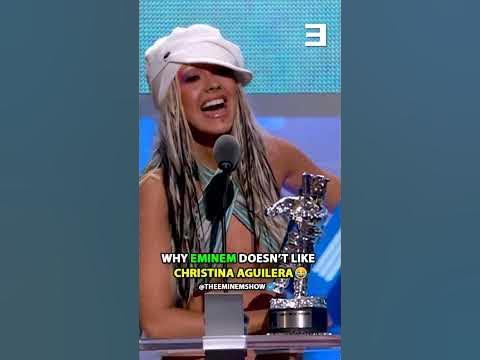 WHY EMINEM DOESN'T LIKE
CHRISTINA AGUILERA😂
@THEEMINEMSHOW